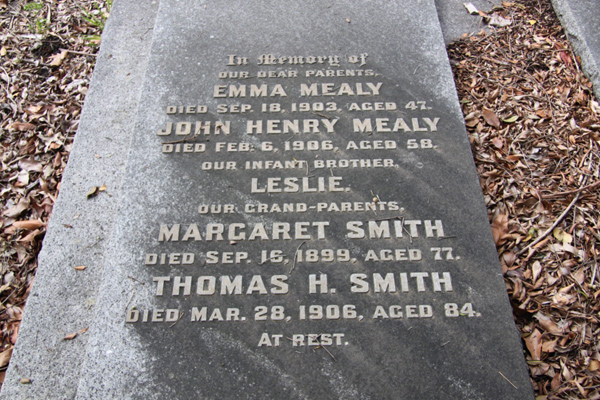 In Memory of
OUR DEAR PARENTS,
EMMA MEALY
DIED SEP. 18, 1903, AGED 47.
JOHN HENRY MEALY
DIED FEB. 6, 1906, AGED 58.
OUR INFANT BROTHER.
LESLIE.
OUR GRAND-PARENTS,
MARGARET SMITH
DIED SEP. 16, 1899, AGED 77.
THOMAS H. SMITH
DIED MAR. 28, 1906, AGED 84.
AT REST.